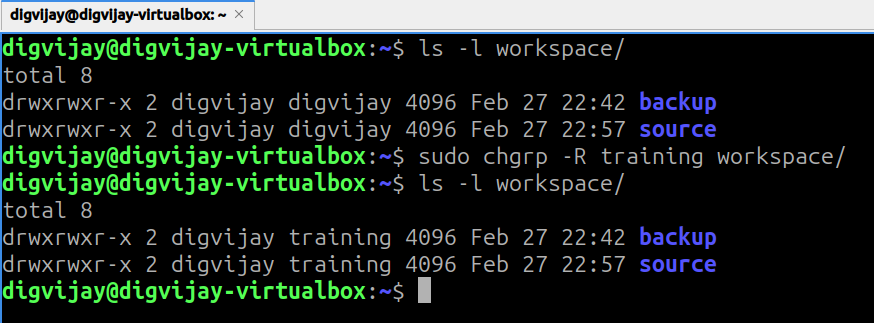 digvijay@digvijay-virtualbox: ~ ×
digvijay@digvijay-virtualbox:~$ ls -l workspace/
total 8
drwxrwxr-x 2 digvijay digvijay 4096 Feb 27 22:42 backup
drwxrwxr-x 2 digvijay digvijay 4096 Feb 27 22:57 source
digvijay@digvijay-virtualbox:~$ sudo chgrp -R training workspace/
digvijay@digvijay-virtualbox:~$ ls -l workspace/
total 8
drwxrwxr-x 2 digvijay training 4096 Feb 27 22:42 backup
drwxrwxr-x 2 digvijay training 4096 Feb 27 22:57 source
digvijay@digvijay-virtualbox:~$